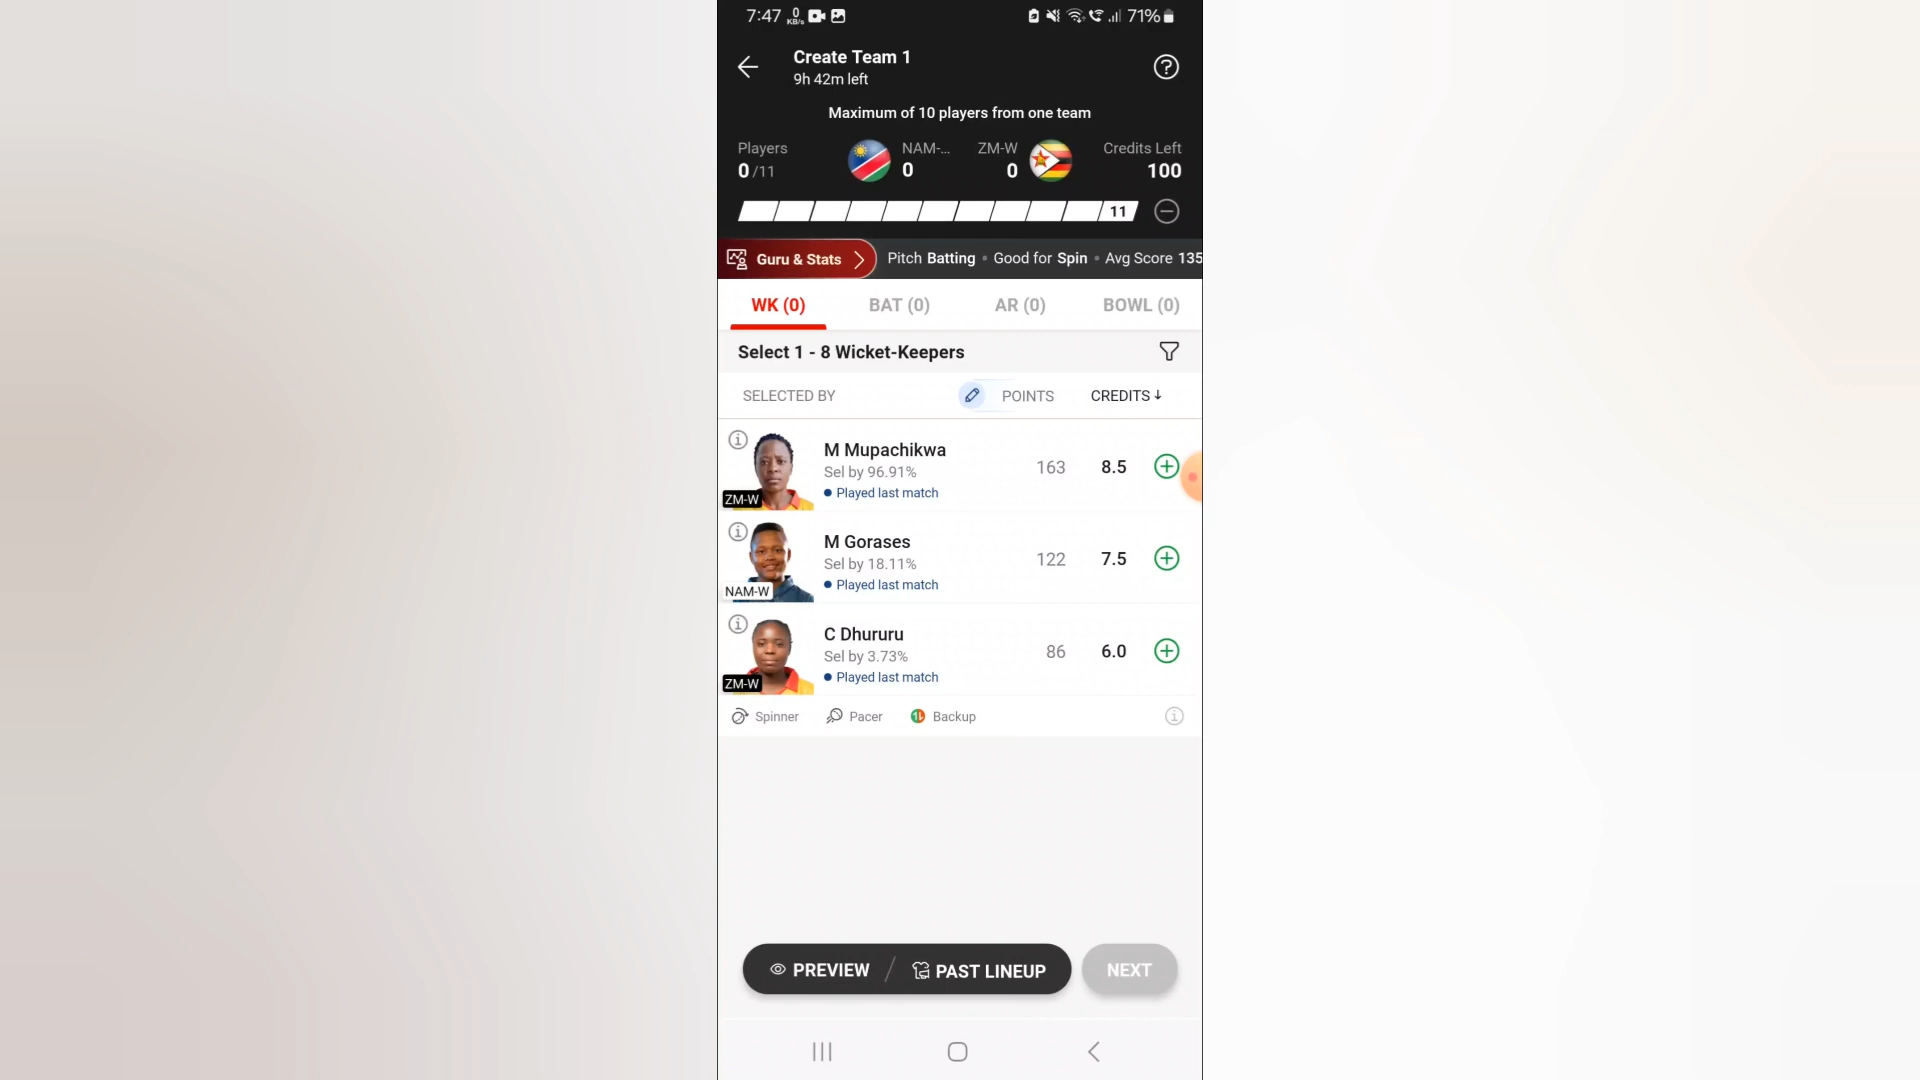 7:47 0 KB/s 71%
Create Team 1
9h 42m left
Maximum of 10 players from one team
Players NAM-... ZM-W Credits Left
0/11 0 0 100
11
Guru & Stats Pitch Batting • Good for Spin • Avg Score 135
WK (0) BAT (0) AR (0) BOWL (0)
Select 1 - 8 Wicket-Keepers
SELECTED BY POINTS CREDITS↓
M Mupachikwa
Sel by 96.91% 163 8.5
Played last match
ZM-W
M Gorases
Sel by 18.11% 122 7.5
Played last match
NAM-W
C Dhururu
Sel by 3.73% 86 6.0
Played last match
ZM-W
Spinner Pacer Backup
PREVIEW / PAST LINEUP NEXT